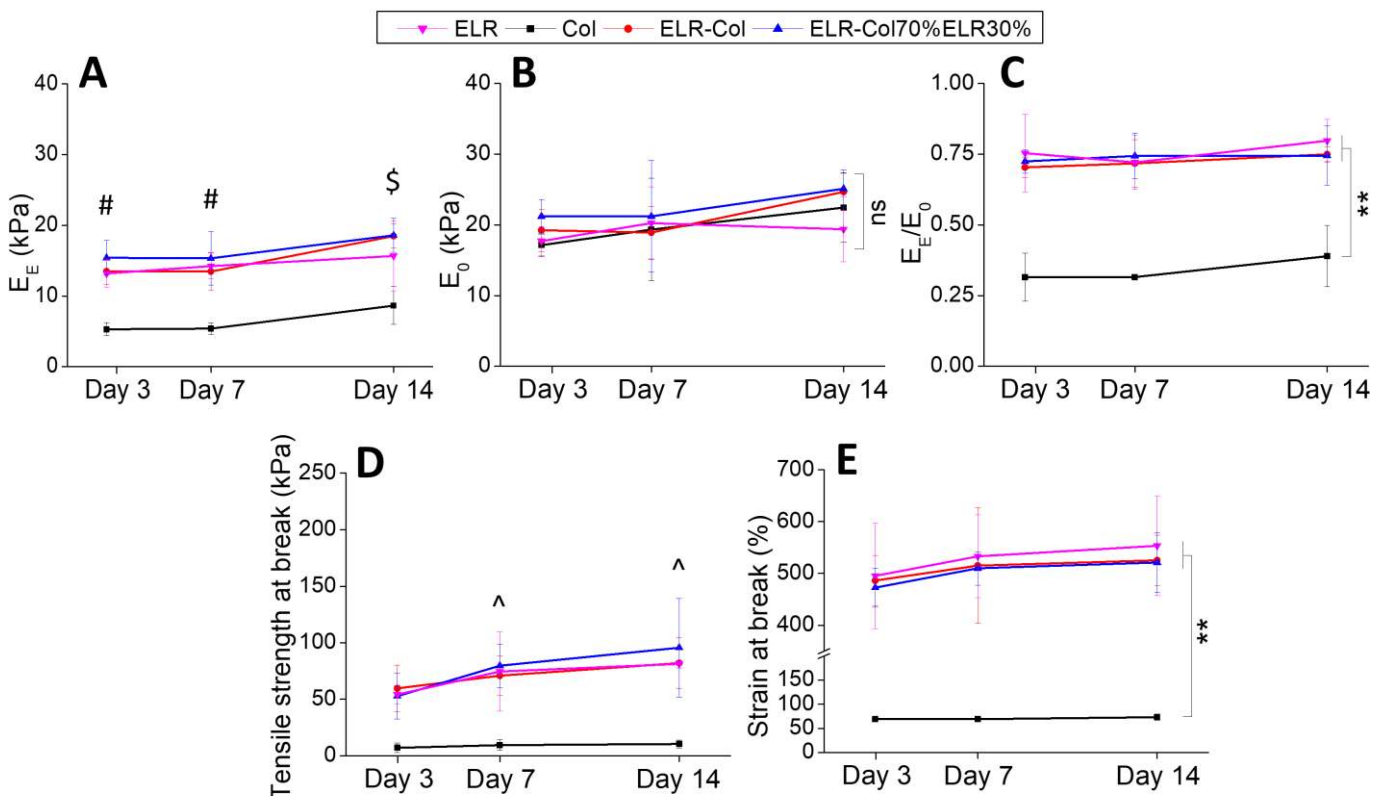 ELR Col ELR-Col ELR-Col70%ELR30%
A
40
30
20
10
0
E_E (kPa)
# # $
Day 3 Day 7 Day 14
B
40
30
20
10
0
E_0 (kPa)
ns
Day 3 Day 7 Day 14
C
1.00
0.75
0.50
0.25
0.00
E_E/E_0
**
Day 3 Day 7 Day 14
D
250
200
150
100
50
0
Tensile strength at break (kPa)
^ ^
Day 3 Day 7 Day 14
E
700
600
500
400
150
100
50
0
Strain at break (%)
**
Day 3 Day 7 Day 14